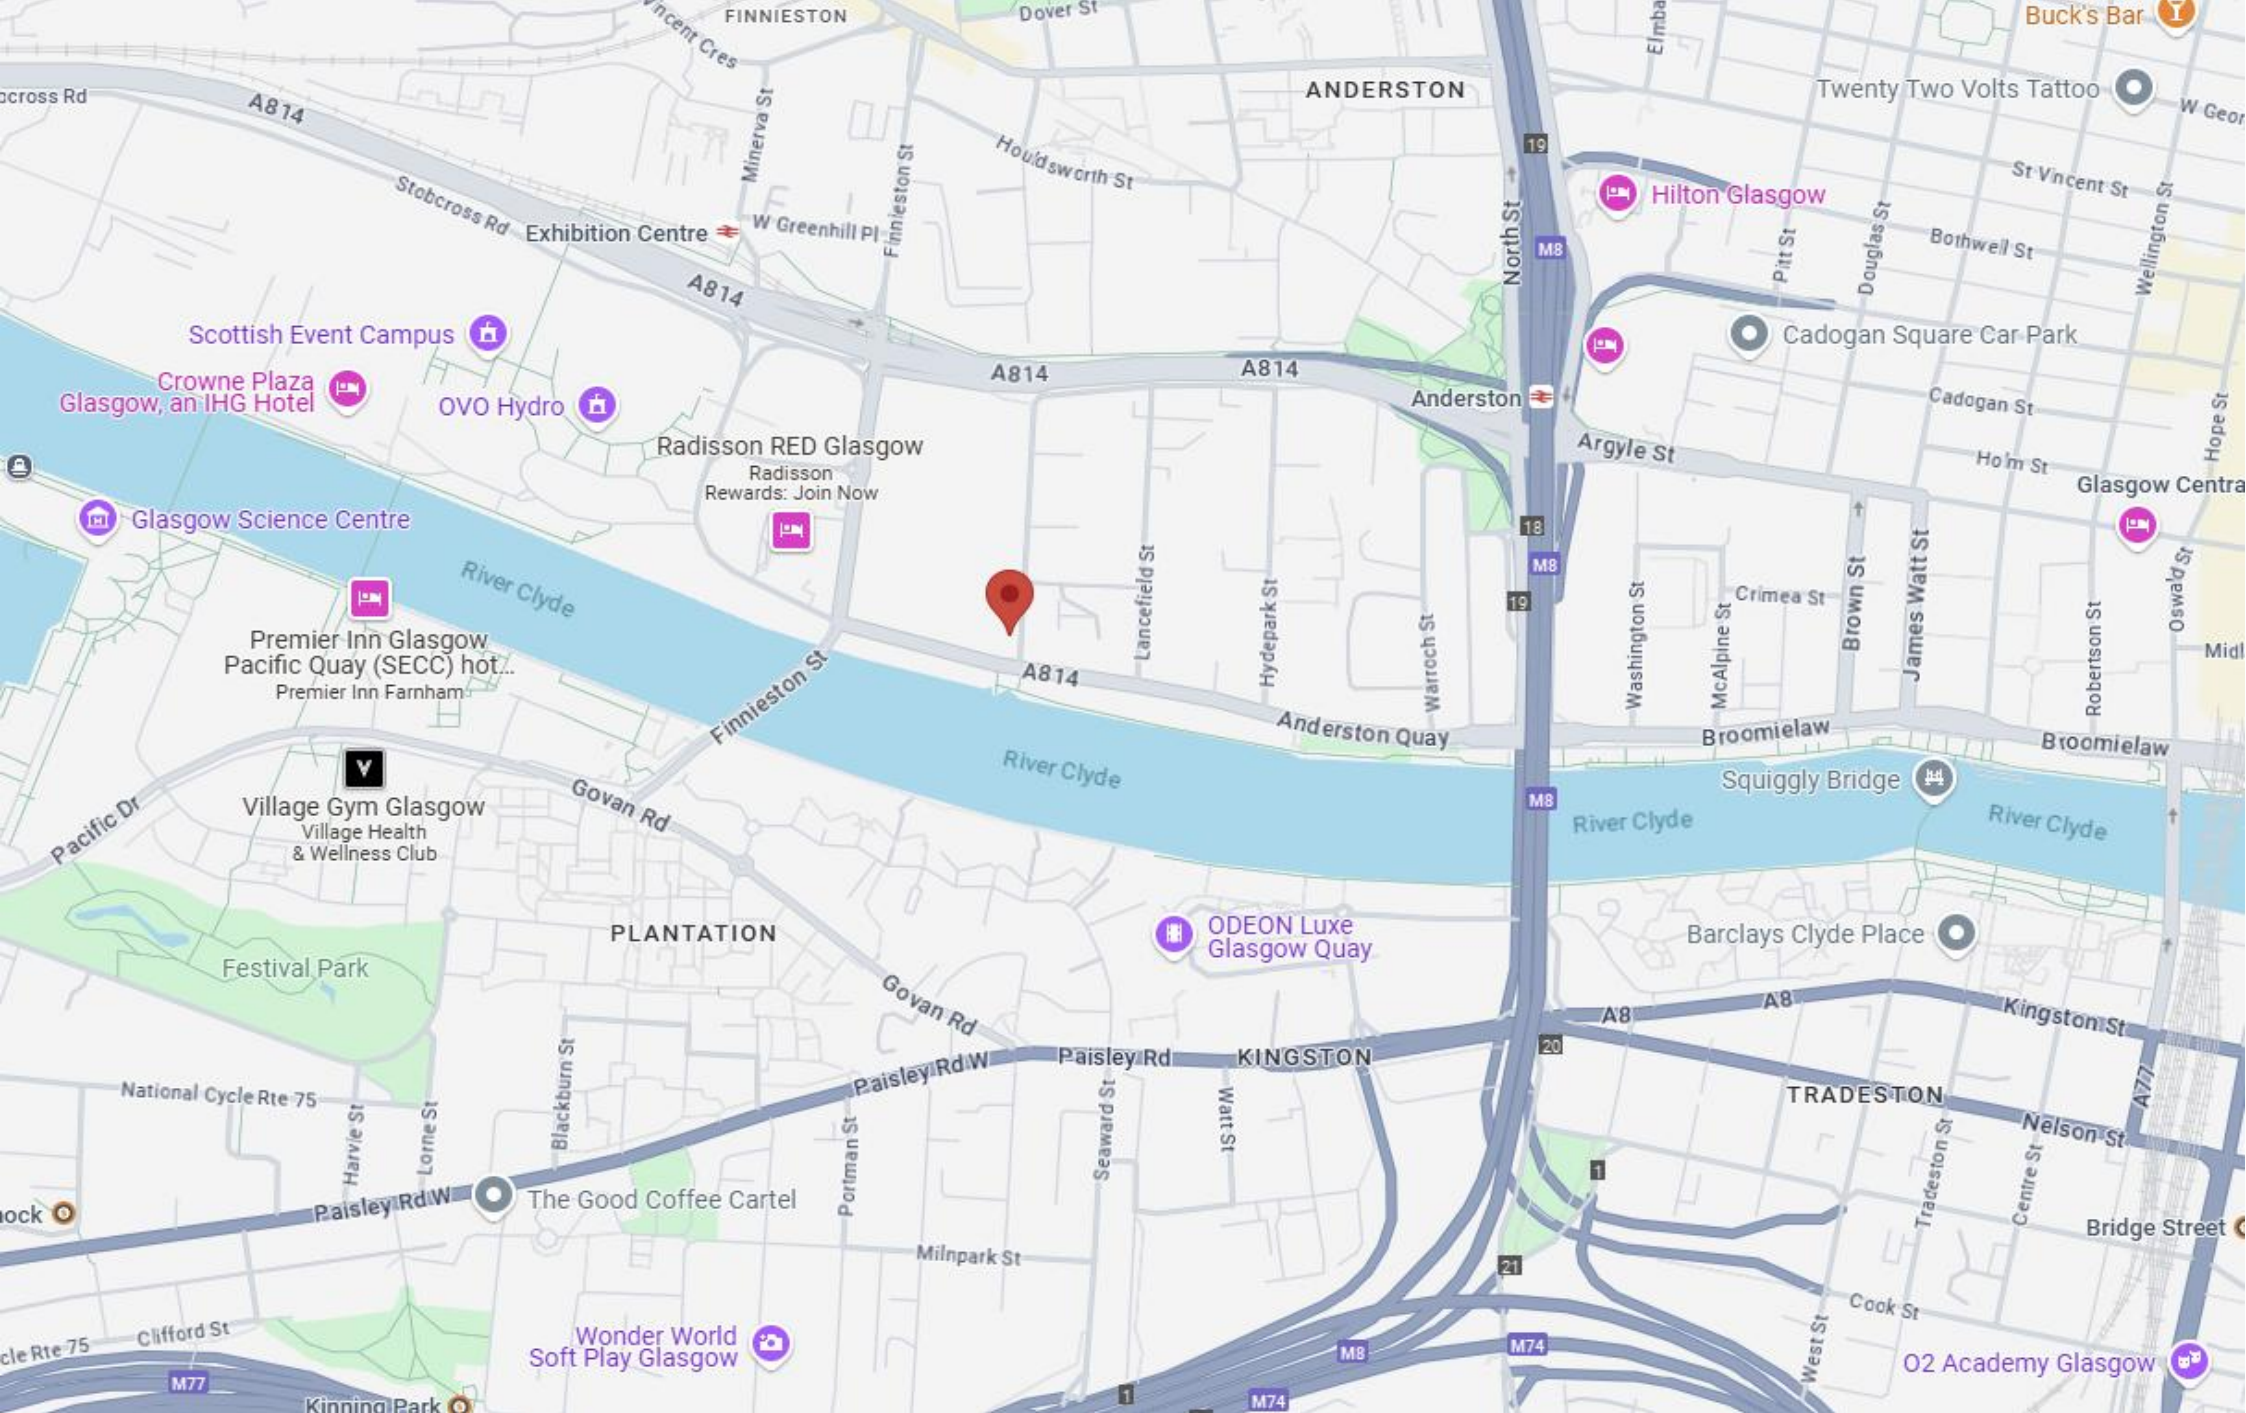 FINNIESTON
Dover St
Buck's Bar
Vincent Cres
ANDERSTON
Twenty Two Volts Tattoo
A814
Minerva St
Houldsworth St
19
W Geor
Stobcross Rd
Finnieston St
North St
Hilton Glasgow
St Vincent St
Exhibition Centre
W Greenhill Pl
M8
Pitt St
Douglas St
Bothwell St
Wellington St
A814
Scottish Event Campus
Cadogan Square Car Park
Crowne Plaza
Glasgow, an IHG Hotel
OVO Hydro
A814
A814
Anderston
Cadogan St
Hope St
Radisson RED Glasgow
Radisson
Rewards: Join Now
Argyle St
Holm St
Glasgow Centra
Glasgow Science Centre
18
River Clyde
M8
Lancefield St
Hydepark St
Warroch St
19
Washington St
McAlpine St
Crimea St
Brown St
James Watt St
Robertson St
Oswald St
Midl
Premier Inn Glasgow
Pacific Quay (SECC) hot...
Premier Inn Farnham
Finnieston St
A814
Anderston Quay
Broomielaw
Broomielaw
Village Gym Glasgow
Village Health
& Wellness Club
Govan Rd
River Clyde
M8
River Clyde
Squiggly Bridge
River Clyde
Pacific Dr
PLANTATION
ODEON Luxe
Glasgow Quay
Barclays Clyde Place
Festival Park
Govan Rd
A8
A8
Kingston St
20
National Cycle Rte 75
Harvie St
Lorne St
Blackburn St
Paisley Rd W
Paisley Rd
KINGSTON
Portman St
Seaward St
Watt St
TRADESTON
Nelson St
A77
Tradeston St
Centre St
1
Paisley Rd W
The Good Coffee Cartel
ock
Milnpark St
21
Bridge Street
Cook St
West St
Clifford St
cle Rte 75
Wonder World
Soft Play Glasgow
M8
M74
O2 Academy Glasgow
M77
Kinning Park
1
M74